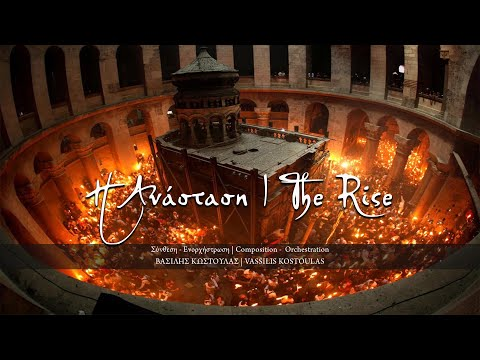 Η Ανάσταση | The Rise
Σύνθεση - Ενορχήστρωση | Composition - Orchestration
ΒΑΣΙΛΗΣ ΚΩΣΤΟΥΛΑΣ | VASSILIS KOSTOULAS